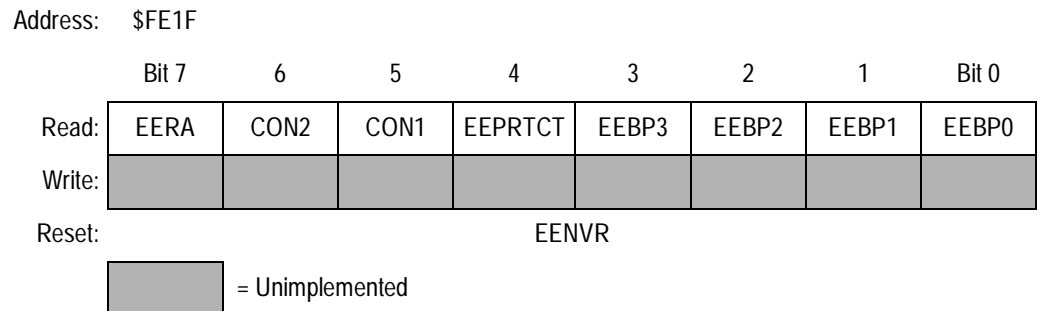 Address: $FE1F
Bit 7 6 5 4 3 2 1 Bit 0
Read: EERA CON2 CON1 EEPRTCT EEBP3 EEBP2 EEBP1 EEBP0
Write:
Reset: EENVR
= Unimplemented